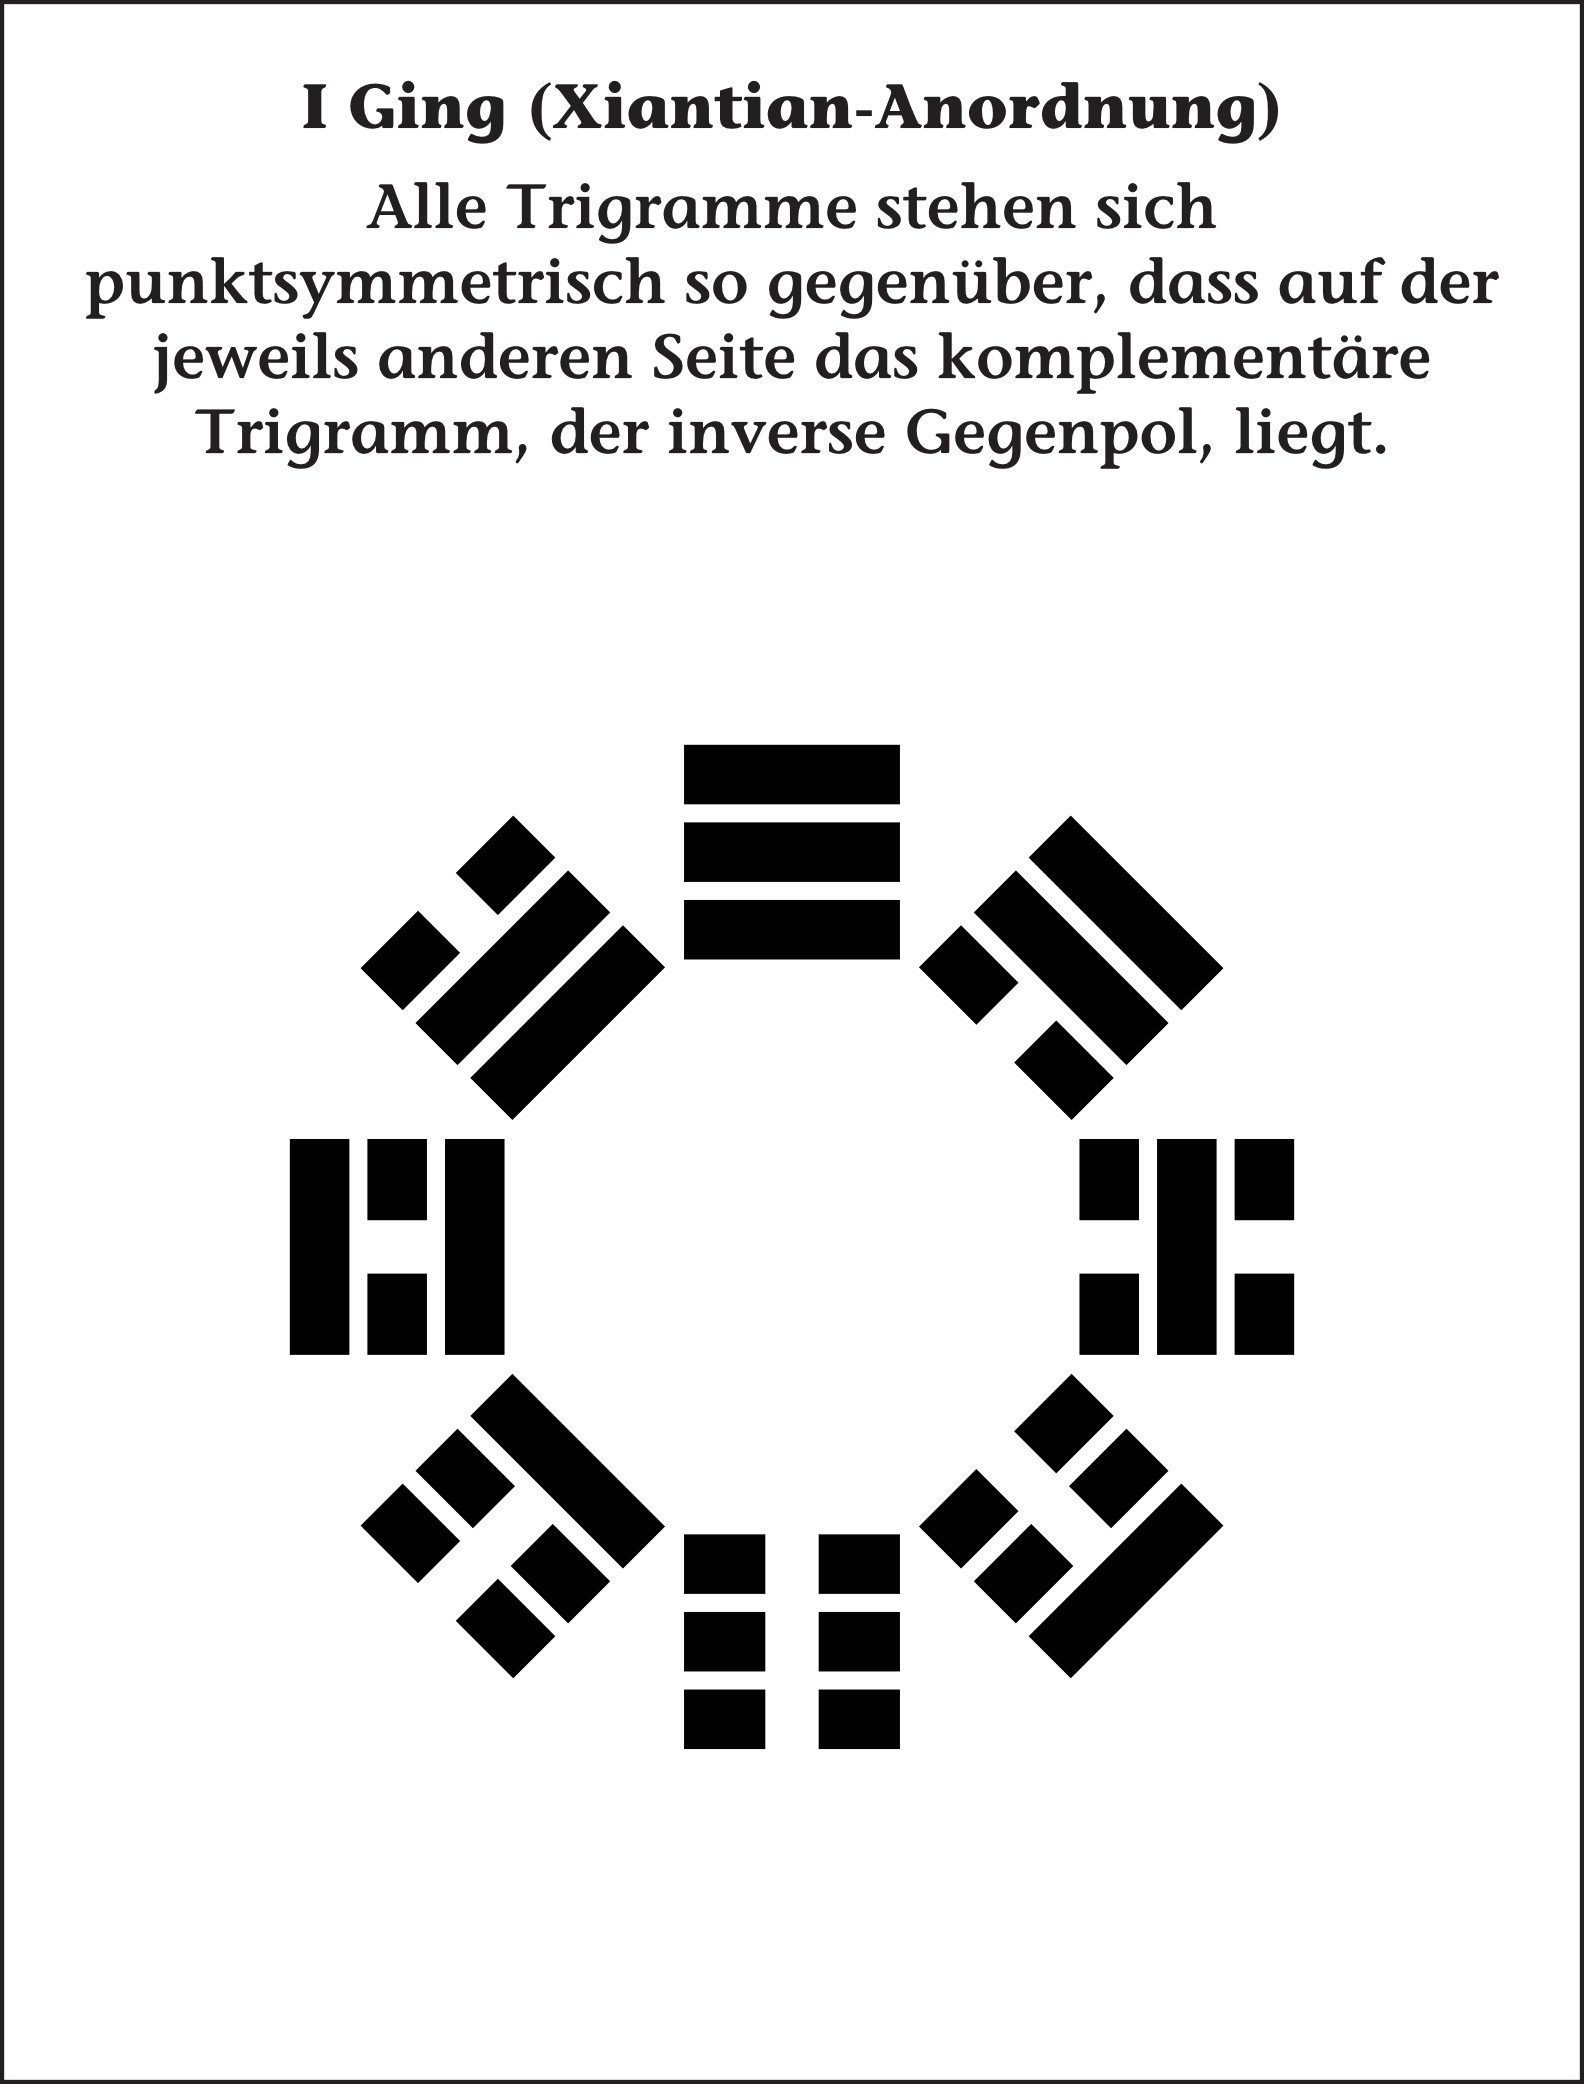 I Ging (Xiantian-Anordnung)
Alle Trigramme stehen sich
punktsymmetrisch so gegenüber, dass auf der
jeweils anderen Seite das komplementäre
Trigramm, der inverse Gegenpol, liegt.